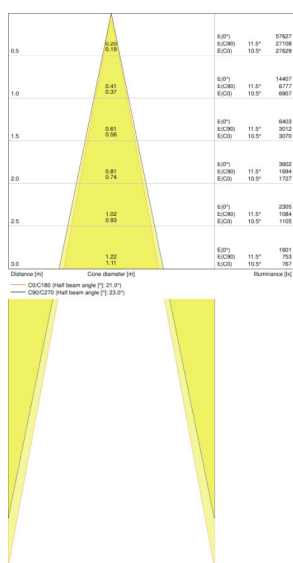 E(0°) 57627
0.20 E(C90) 11.5° 27108
0.5 0.19 E(C0) 10.5° 27629
E(0°) 14407
0.41 E(C90) 11.5° 6777
1.0 0.37 E(C0) 10.5° 6907
E(0°) 6403
0.61 E(C90) 11.5° 3012
1.5 0.56 E(C0) 10.5° 3070
E(0°) 3602
0.81 E(C90) 11.5° 1694
2.0 0.74 E(C0) 10.5° 1727
E(0°) 2305
1.02 E(C90) 11.5° 1084
2.5 0.93 E(C0) 10.5° 1105
E(0°) 1601
1.22 E(C90) 11.5° 753
3.0 1.11 E(C0) 10.5° 767
Distance [m] Cone diameter [m] Illuminance [lx]
C0/C180 (Half beam angle [°]: 21.0°)
C90/C270 (Half beam angle [°]: 23.0°)